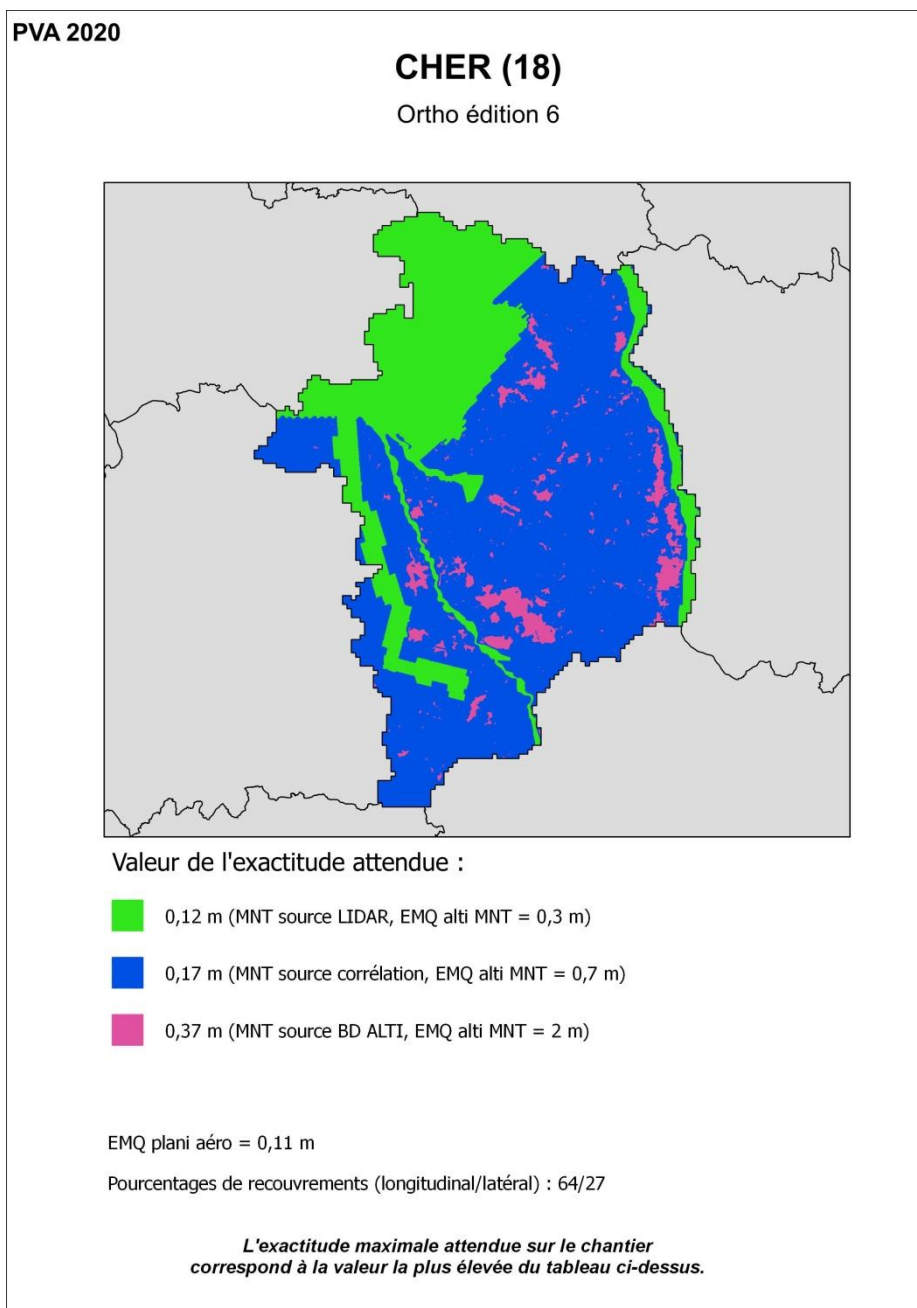 PVA 2020
CHER (18)
Ortho édition 6
Valeur de l'exactitude attendue :
0,12 m (MNT source LIDAR, EMQ alti MNT = 0,3 m)
0,17 m (MNT source corrélation, EMQ alti MNT = 0,7 m)
0,37 m (MNT source BD ALTI, EMQ alti MNT = 2 m)
EMQ plani aéro = 0,11 m
Pourcentages de recouvrements (longitudinal/latéral) : 64/27
L'exactitude maximale attendue sur le chantier
correspond à la valeur la plus élevée du tableau ci-dessus.